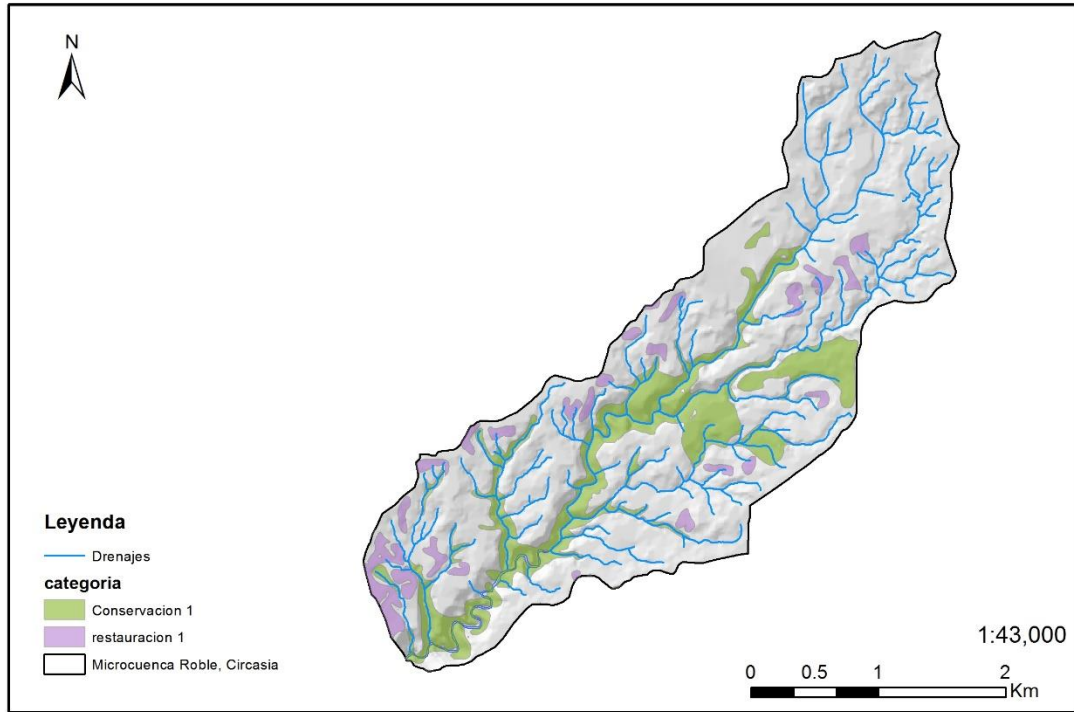 N
Leyenda
Drenajes
categoria
Conservacion 1
restauracion 1
Microcuenca Roble, Circasia
1:43,000
0 0.5 1 2
Km